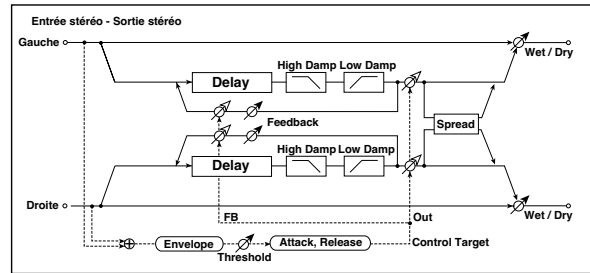 Entrée stéréo - Sortie stéréo
Gauche
Wet / Dry
High Damp Low Damp
Delay
Feedback
Spread
High Damp Low Damp
Delay
Droite
FB
Out
Wet / Dry
Envelope
Threshold
Attack, Release
Control Target